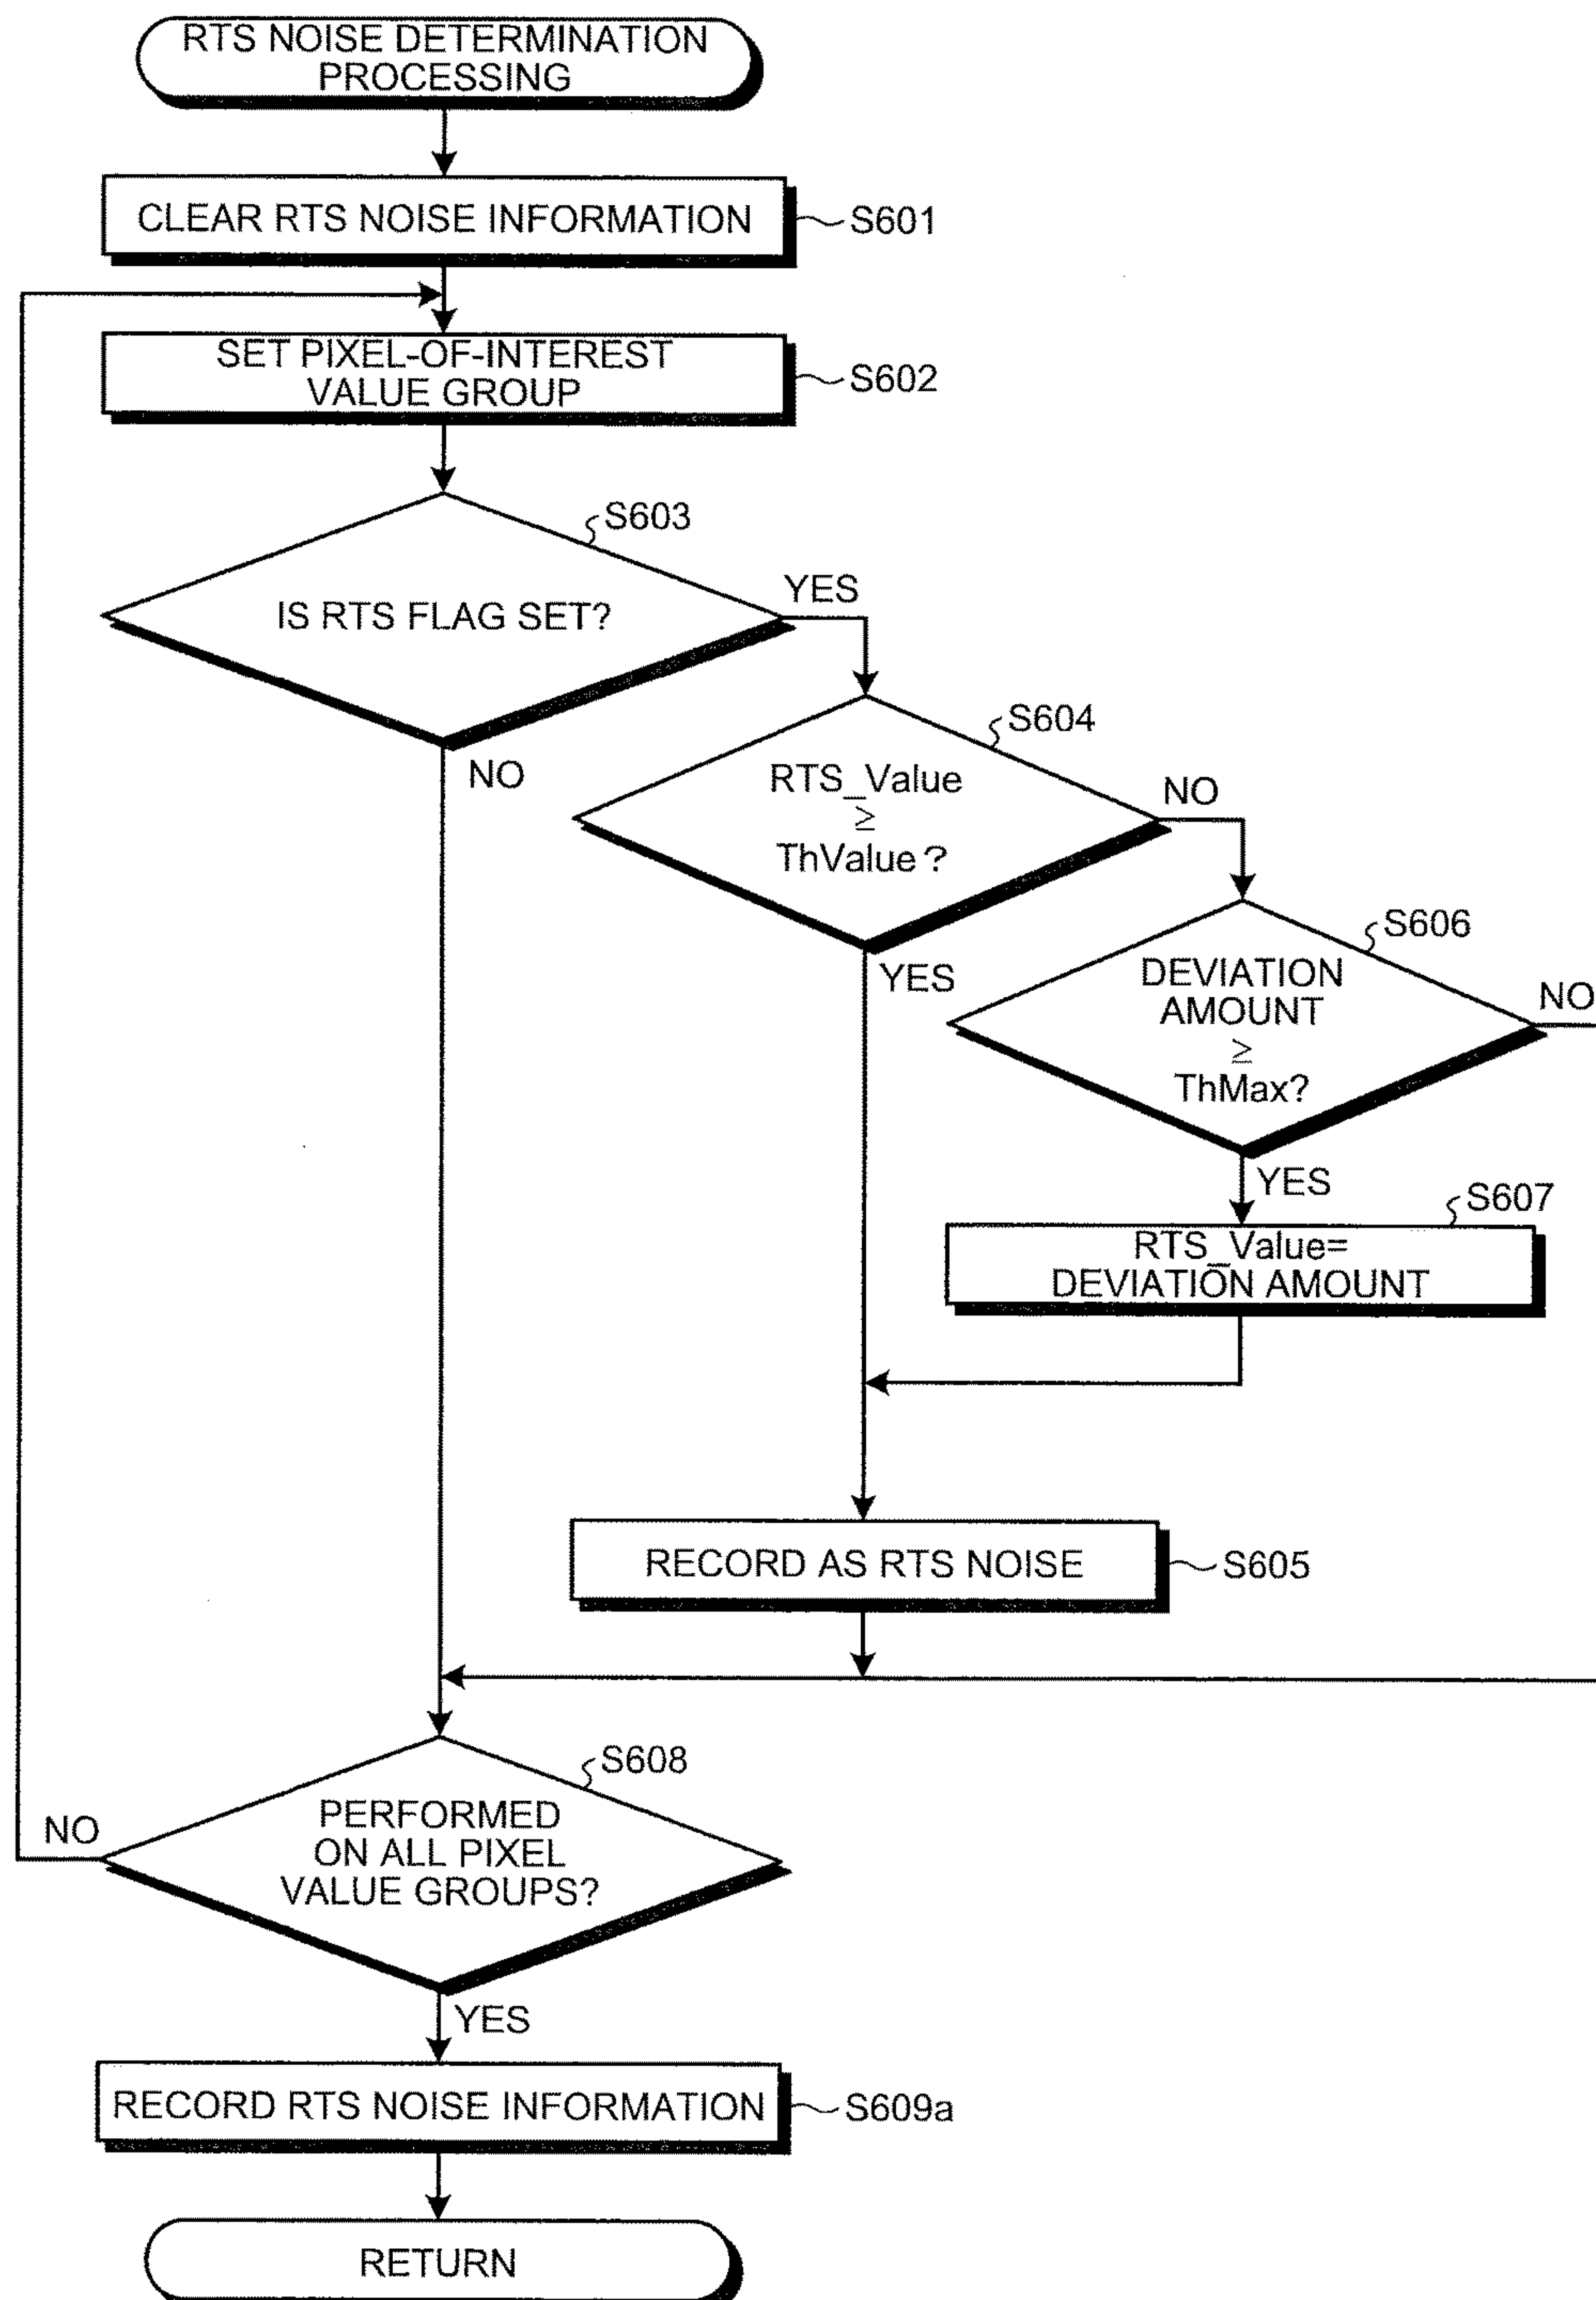 RTS NOISE DETERMINATION
PROCESSING
CLEAR RTS NOISE INFORMATION
S601
SET PIXEL-OF-INTEREST
VALUE GROUP
S602
S603
IS RTS FLAG SET?
YES
NO
S604
RTS_Value
≥
ThValue?
NO
YES
S606
DEVIATION
AMOUNT
≥
ThMax?
NO
YES
S607
RTS_Value=
DEVIATION AMOUNT
RECORD AS RTS NOISE
S605
S608
PERFORMED
ON ALL PIXEL
VALUE GROUPS?
NO
YES
RECORD RTS NOISE INFORMATION
S609a
RETURN